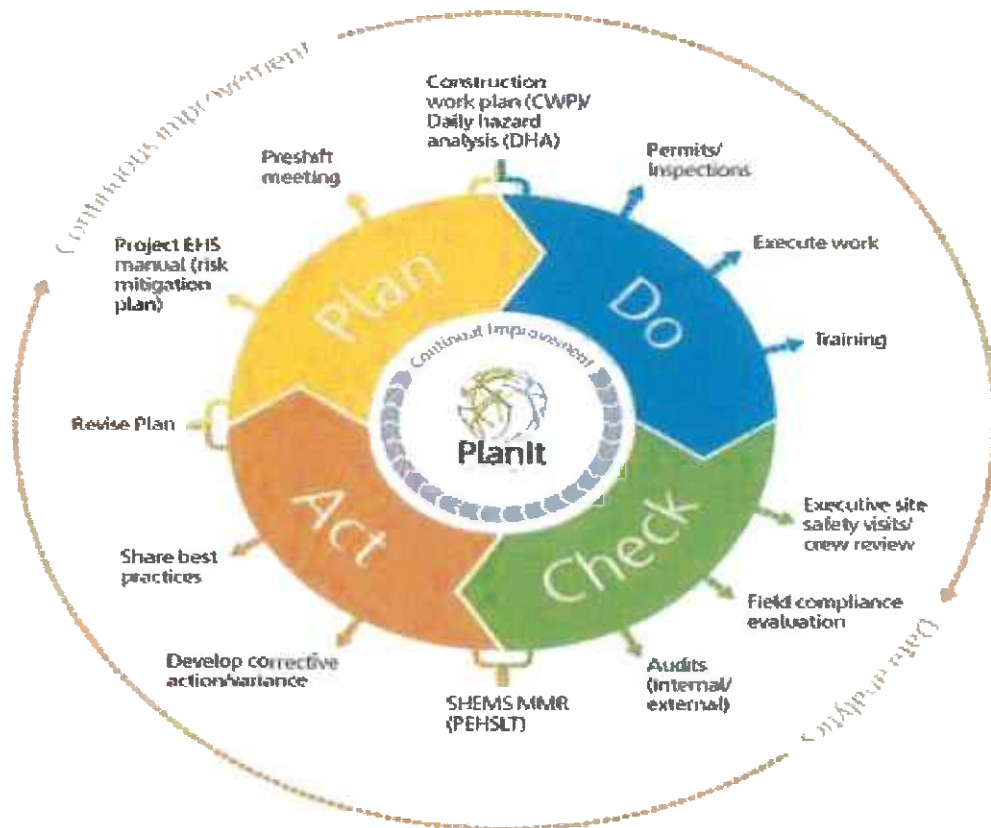 Continuous improvement
Construction
work plan (CWP)/
Daily hazard
analysis (DHA)
Preshift
meeting
Permits/
Inspections
Project EHS
manual (risk
mitigation
plan)
Execute work
Plan
Do
Continual Improvement
Training
PlanIt
Revise Plan
Act
Check
Executive site
safety visits/
crew review
Share best
practices
Field compliance
evaluation
Develop corrective
action/variance
Audits
(internal/
external)
SHEMS MMR
(PEHSLT)
Data analytics